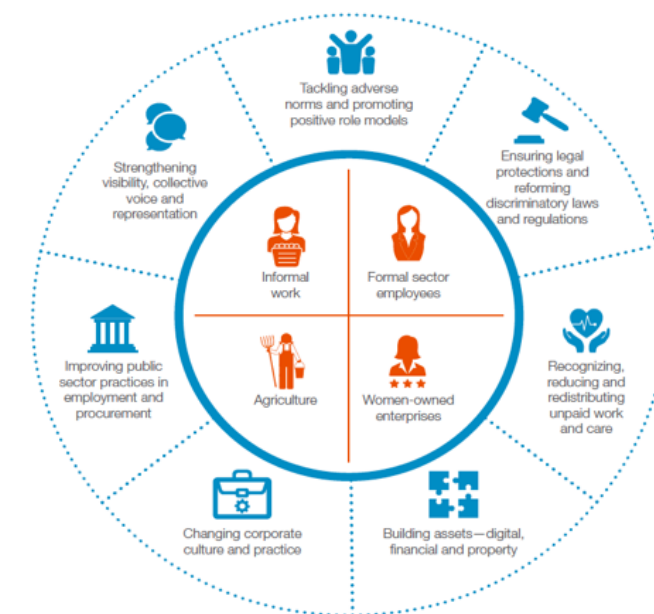 Tackling adverse
norms and promoting
positive role models
Ensuring legal
protections and
reforming
discriminatory laws
and regulations
Recognizing,
reducing and
redistributing
unpaid work
and care
Building assets—digital,
financial and property
Changing corporate
culture and practice
Improving public
sector practices in
employment and
procurement
Strengthening
visibility, collective
voice and
representation
Informal
work
Formal sector
employees
Agriculture
Women-owned
enterprises